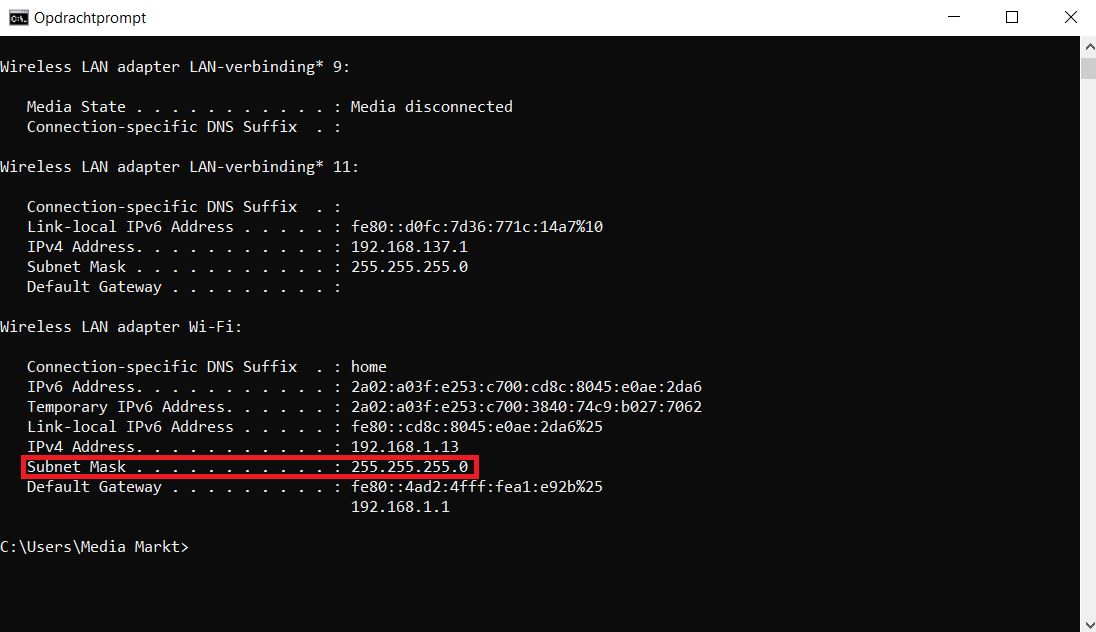 Opdrachtprompt
Wireless LAN adapter LAN-verbinding* 9:
Media State . . . . . . . . . . . : Media disconnected
Connection-specific DNS Suffix  . :
Wireless LAN adapter LAN-verbinding* 11:
Connection-specific DNS Suffix  . :
Link-local IPv6 Address . . . . . : fe80::d0fc:7d36:771c:14a7%10
IPv4 Address. . . . . . . . . . . : 192.168.137.1
Subnet Mask . . . . . . . . . . . : 255.255.255.0
Default Gateway . . . . . . . . . :
Wireless LAN adapter Wi-Fi:
Connection-specific DNS Suffix  . : home
IPv6 Address. . . . . . . . . . . : 2a02:a03f:e253:c700:cd8c:8045:e0ae:2da6
Temporary IPv6 Address. . . . . . : 2a02:a03f:e253:c700:3840:74c9:b027:7062
Link-local IPv6 Address . . . . . : fe80::cd8c:8045:e0ae:2da6%25
IPv4 Address. . . . . . . . . . . : 192.168.1.13
Subnet Mask . . . . . . . . . . . : 255.255.255.0
Default Gateway . . . . . . . . . : fe80::4ad2:4fff:fea1:e92b%25
192.168.1.1
C:\Users\Media Markt>